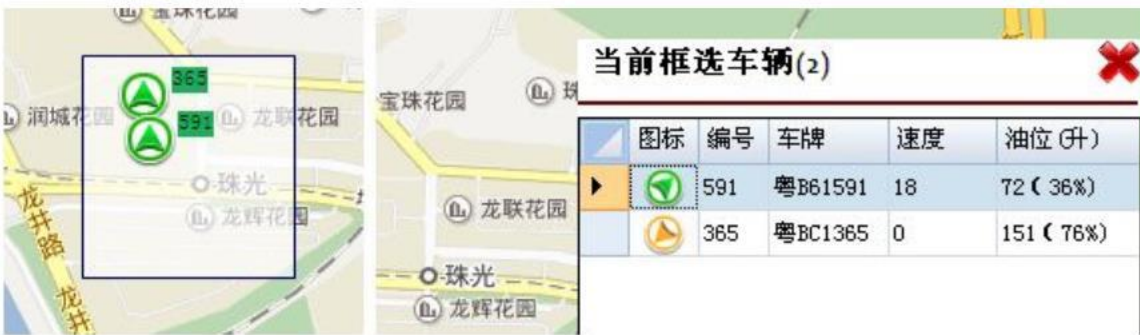 宝珠花园
365
润城花园
591
龙联花园
珠光
龙辉花园
龙井路
龙井
宝珠花园
珠
龙联花园
珠光
龙辉花园
当前框选车辆(2)
图标 编号 车牌 速度 油位(升)
591 粤B61591 18 72(36%)
365 粤BC1365 0 151(76%)